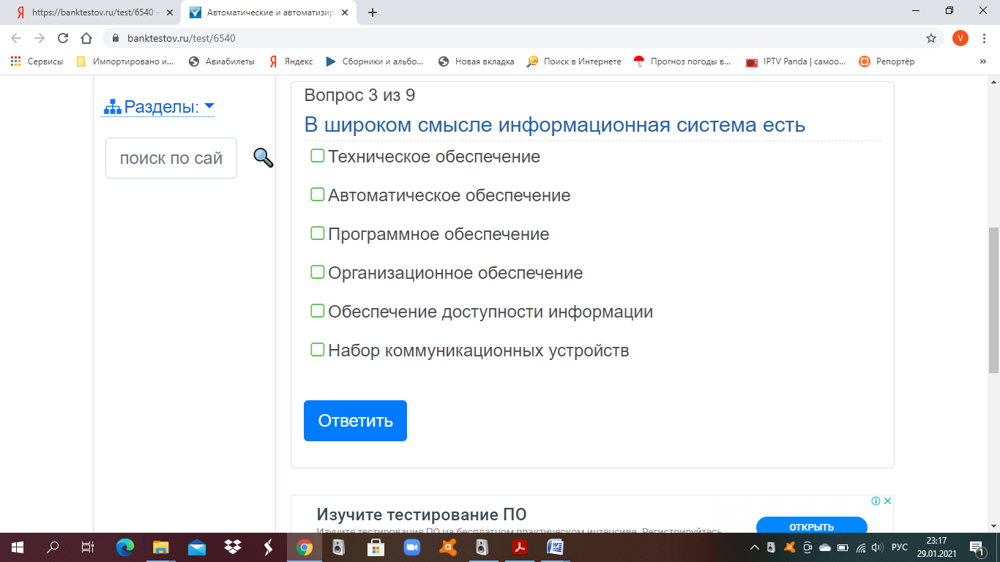 https://banktestov.ru/test/6540 -
Автоматические и автоматизир
banktestov.ru/test/6540
V
Сервисы
Импортировано и...
Авиабилеты
Яндекс
Сборники и альбо...
Новая вкладка
Поиск в Интернете
Прогноз погоды в...
IPTV Panda | самоо...
Репортёр
»
Разделы:
поиск по сай
Вопрос 3 из 9
В широком смысле информационная система есть
Техническое обеспечение
Автоматическое обеспечение
Программное обеспечение
Организационное обеспечение
Обеспечение доступности информации
Набор коммуникационных устройств
Ответить
Изучите тестирование ПО
Изучите тестирование ПО на бесплатном практическом интенсиве. Регистрируйтесь
ОТКРЫТЬ
РУС
23:17
29.01.2021
1